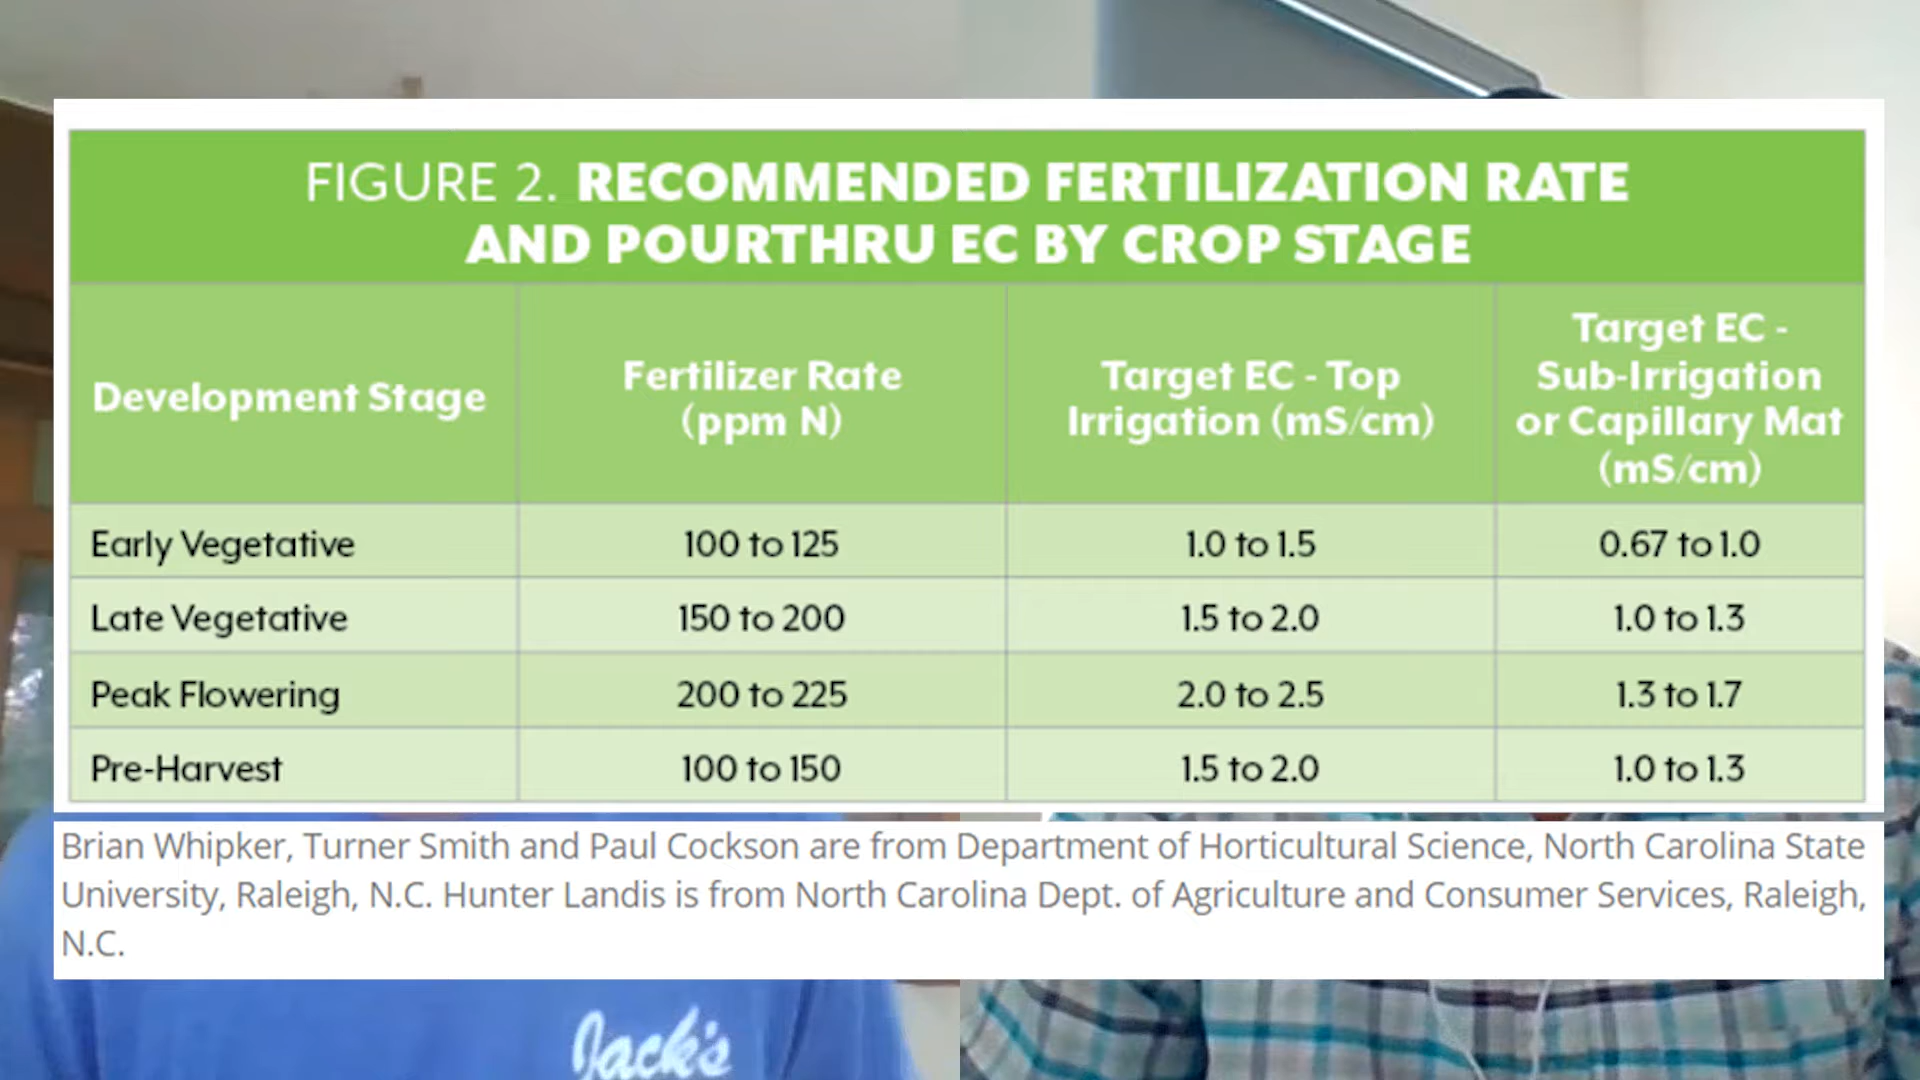 FIGURE 2. RECOMMENDED FERTILIZATION RATE
AND POURTHRU EC BY CROP STAGE
Development Stage
Fertilizer Rate
(ppm N)
Target EC - Top
Irrigation (mS/cm)
Target EC -
Sub-Irrigation
or Capillary Mat
(mS/cm)
Early Vegetative 100 to 125 1.0 to 1.5 0.67 to 1.0
Late Vegetative 150 to 200 1.5 to 2.0 1.0 to 1.3
Peak Flowering 200 to 225 2.0 to 2.5 1.3 to 1.7
Pre-Harvest 100 to 150 1.5 to 2.0 1.0 to 1.3
Brian Whipker, Turner Smith and Paul Cockson are from Department of Horticultural Science, North Carolina State
University, Raleigh, N.C. Hunter Landis is from North Carolina Dept. of Agriculture and Consumer Services, Raleigh,
N.C.
Jack's